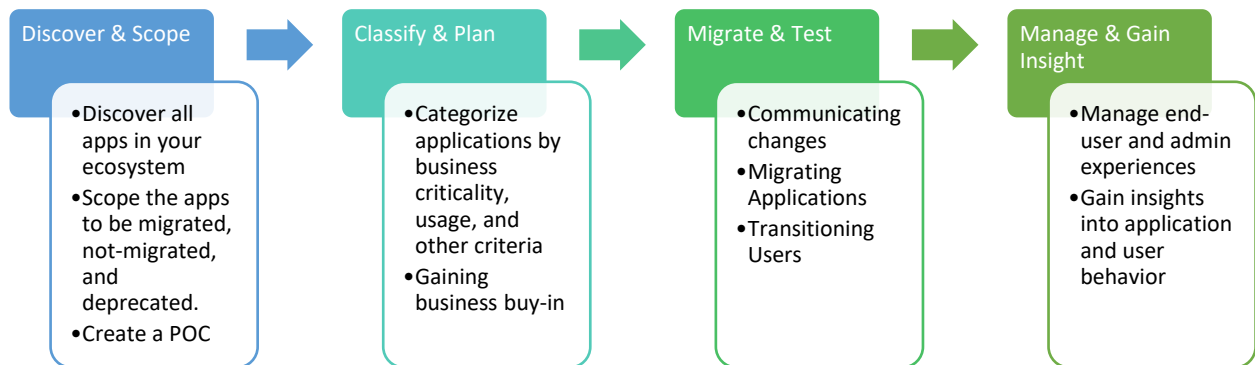 Discover & Scope
•Discover all
apps in your
ecosystem
•Scope the apps
to be migrated,
not-migrated,
and
deprecated.
•Create a POC
Classify & Plan
•Categorize
applications by
business
criticality,
usage, and
other criteria
•Gaining
business buy-in
Migrate & Test
•Communicating
changes
•Migrating
Applications
•Transitioning
Users
Manage & Gain
Insight
•Manage end-
user and admin
experiences
•Gain insights
into application
and user
behavior